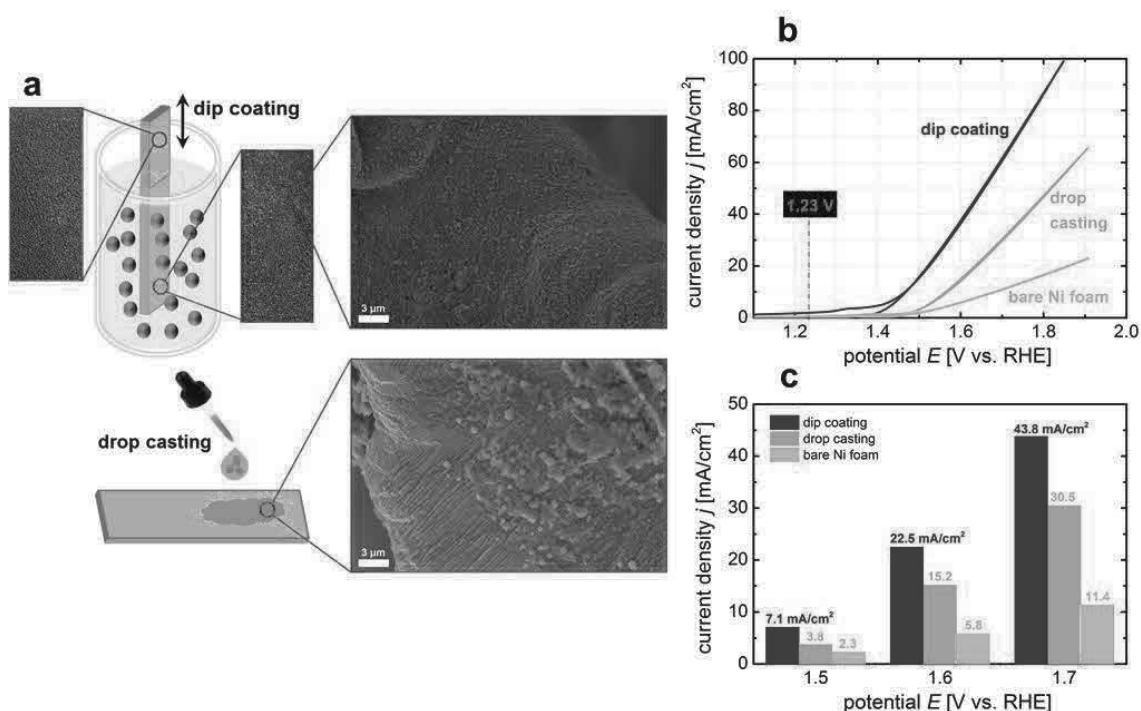 a
dip coating
3 µm
drop casting
3 µm
b
100
80
60
40
20
0
current density j [mA/cm²]
1.23 V
dip coating
drop
casting
bare Ni foam
1.2
1.4
1.6
1.8
2.0
potential E [V vs. RHE]
c
50
40
30
20
10
0
current density j [mA/cm²]
dip coating
drop casting
bare Ni foam
7.1 mA/cm²
3.8
2.3
22.5 mA/cm²
15.2
5.8
43.8 mA/cm²
30.5
11.4
1.5
1.6
1.7
potential E [V vs. RHE]